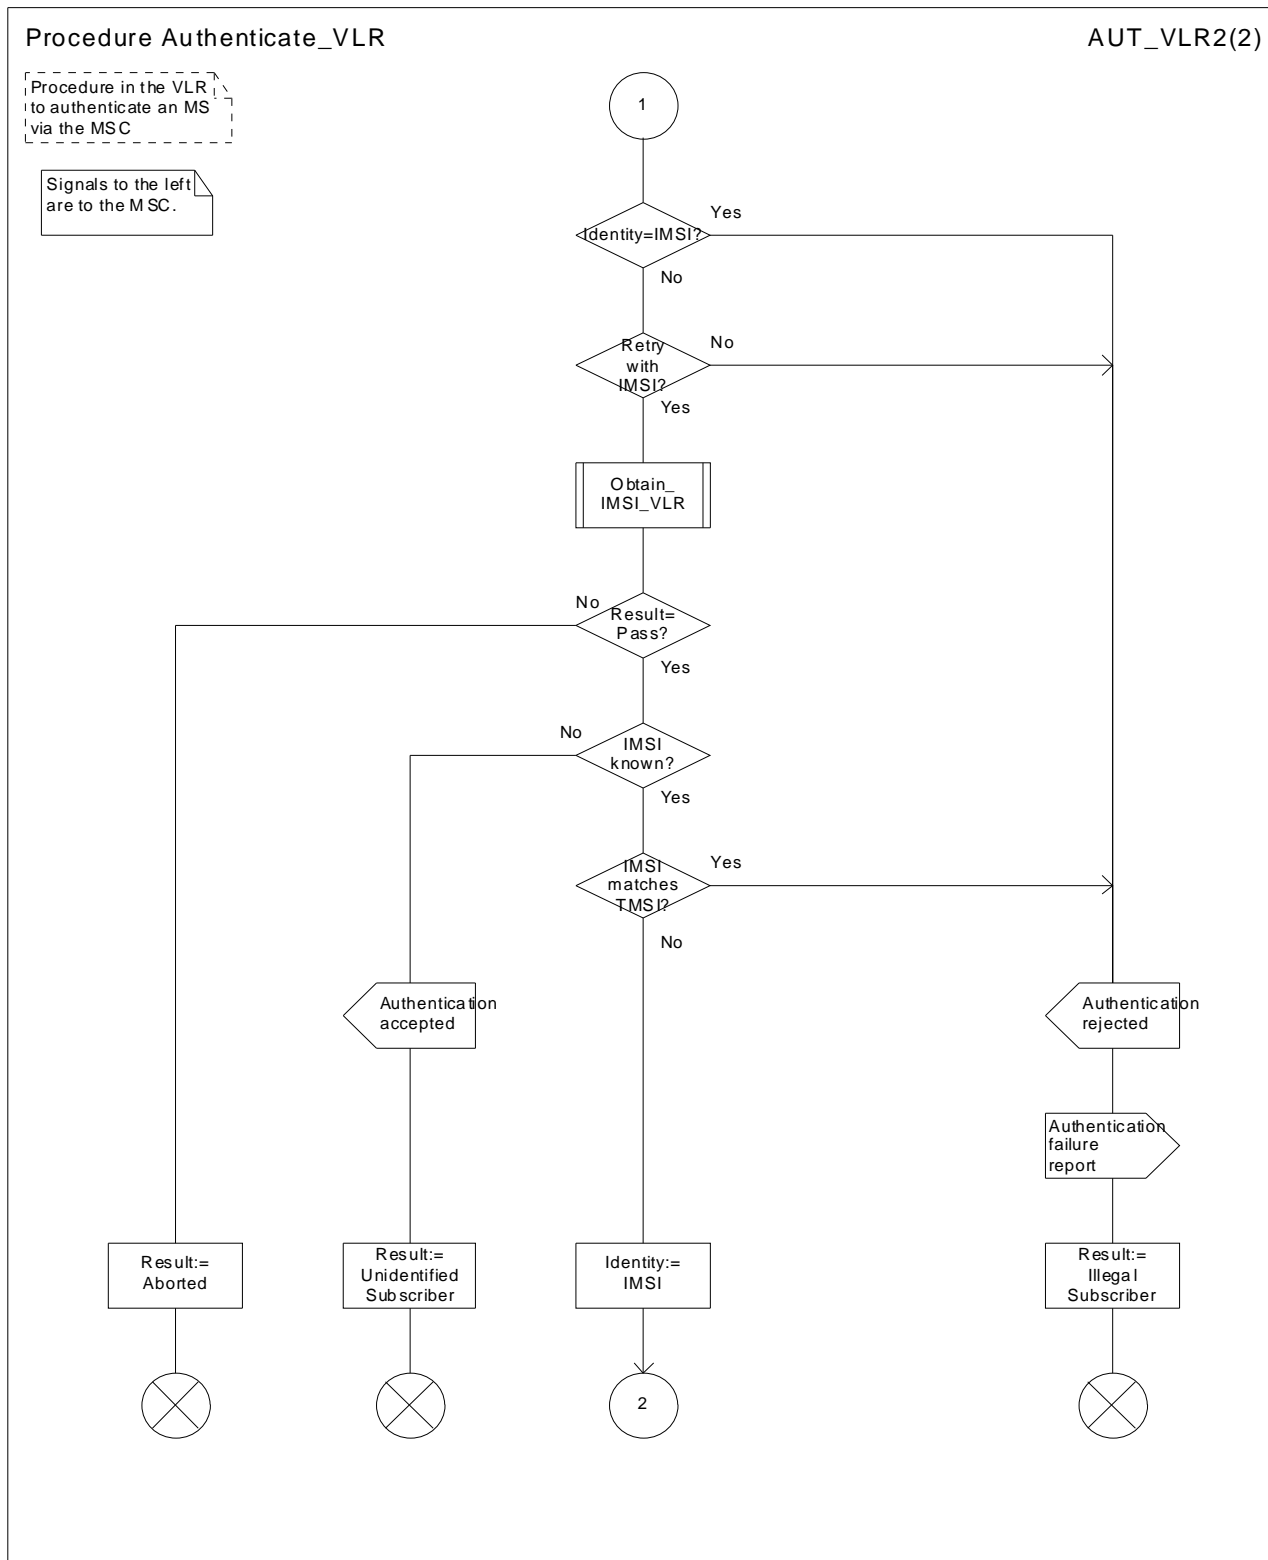 Procedure Authenticate_VLR
AUT_VLR2(2)
Procedure in the VLR
to authenticate an MS
via the MSC
Signals to the left
are to the MSC.
1
Identity=IMSI?
Yes
No
Retry
with
IMSI?
No
Yes
Obtain_
IMSI_VLR
Result=
Pass?
No
Yes
IMSI
known?
No
Yes
IMSI
matches
TMSI?
Yes
No
Authentication
accepted
Authentication
rejected
Authentication
failure
report
Result:=
Aborted
Result:=
Unidentified
Subscriber
Identity:=
IMSI
Result:=
Illegal
Subscriber
2